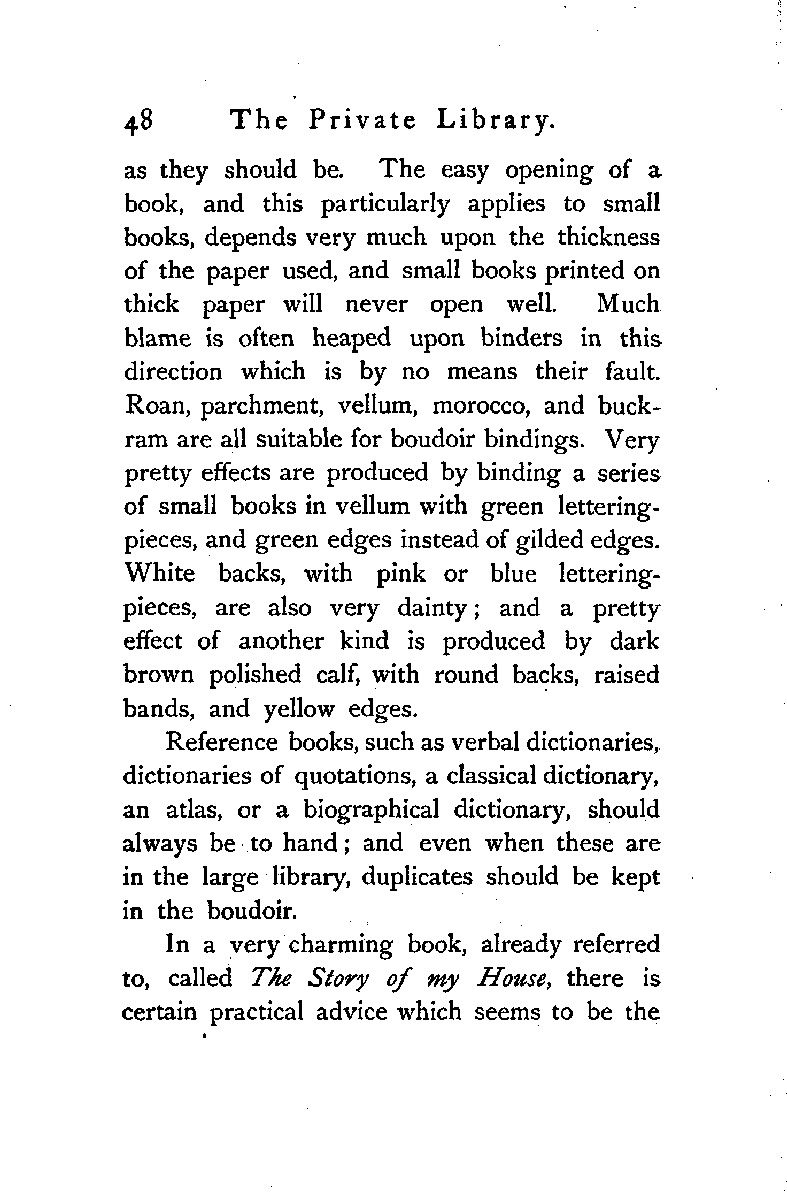 48 The Private Library.
as they should be. The easy opening of a
book, and this particularly applies to small
books, depends very much upon the thickness
of the paper used, and small books printed on
thick paper will never open well. Much
blame is often heaped upon binders in this
direction which is by no means their fault.
Roan, parchment, vellum, morocco, and buck-
ram are all suitable for boudoir bindings. Very
pretty effects are produced by binding a series
of small books in vellum with green lettering-
pieces, and green edges instead of gilded edges.
White backs, with pink or blue lettering-
pieces, are also very dainty; and a pretty
effect of another kind is produced by dark
brown polished calf, with round backs, raised
bands, and yellow edges.
Reference books, such as verbal dictionaries,
dictionaries of quotations, a classical dictionary,
an atlas, or a biographical dictionary, should
always be to hand; and even when these are
in the large library, duplicates should be kept
in the boudoir.
In a very charming book, already referred
to, called The Story of my House, there is
certain practical advice which seems to be the